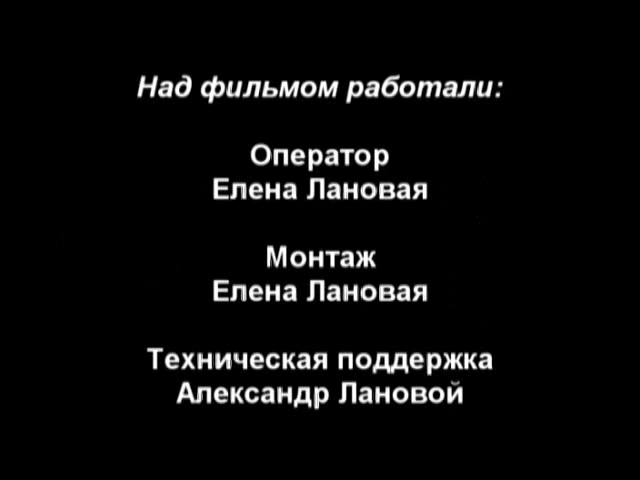 Над фильмом работали:
Оператор
Елена Лановая
Монтаж
Елена Лановая
Техническая поддержка
Александр Лановой